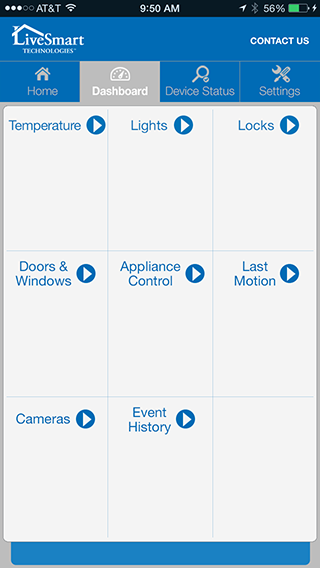 AT&T 9:50 AM 56%
LiveSmart
TECHNOLOGIES™
CONTACT US
Home Dashboard Device Status Settings
Temperature Lights Locks
Doors & Appliance Last
Windows Control Motion
Cameras Event
History